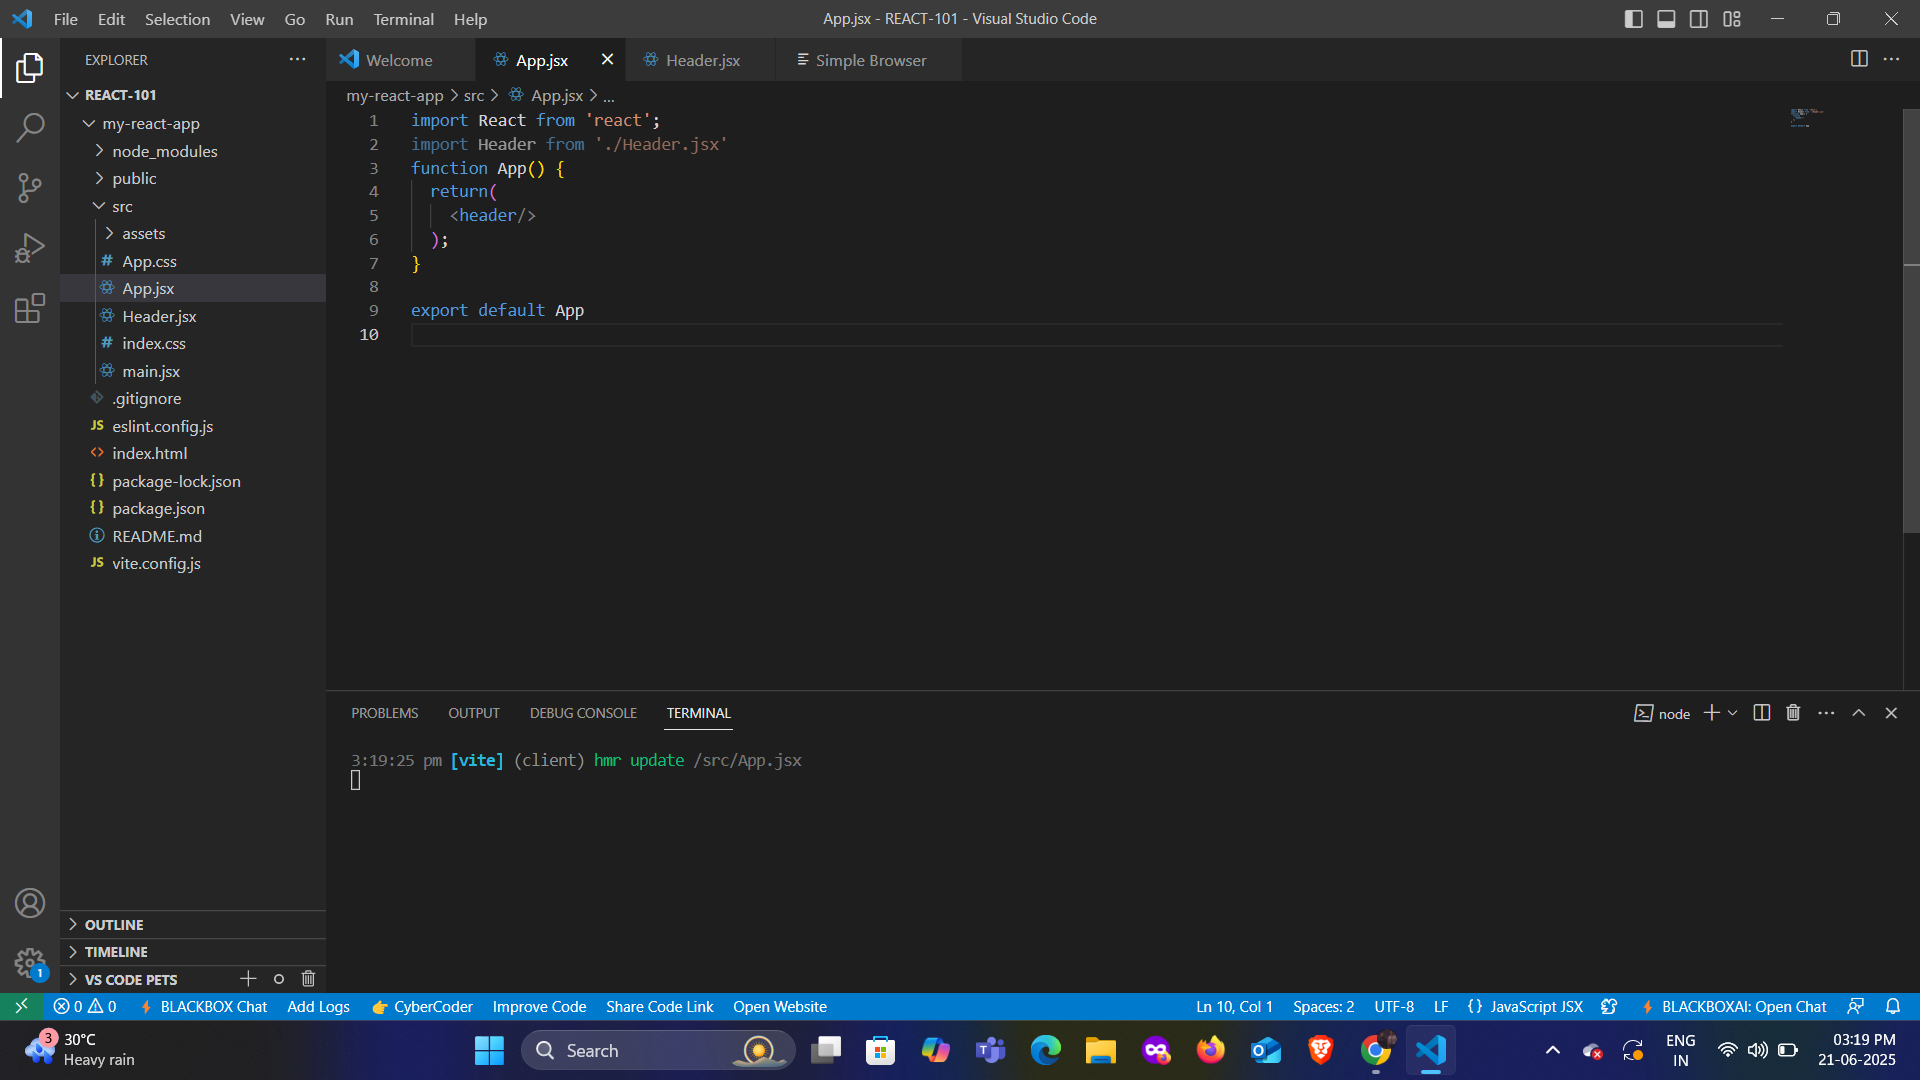 File Edit Selection View Go Run Terminal Help
App.jsx - REACT-101 - Visual Studio Code
EXPLORER
REACT-101
my-react-app
node_modules
public
src
assets
# App.css
App.jsx
Header.jsx
# index.css
main.jsx
.gitignore
JS eslint.config.js
<> index.html
{} package-lock.json
{} package.json
README.md
JS vite.config.js
OUTLINE
TIMELINE
VS CODE PETS
Welcome App.jsx Header.jsx Simple Browser
my-react-app > src > App.jsx > ...
1 import React from 'react';
2 import Header from './Header.jsx'
3 function App() {
4 return(
5 <header/>
6 );
7 }
8
9 export default App
10
PROBLEMS OUTPUT DEBUG CONSOLE TERMINAL
node
3:19:25 pm [vite] (client) hmr update /src/App.jsx
1
0 0 BLACKBOX Chat Add Logs 👉 CyberCoder Improve Code Share Code Link Open Website
Ln 10, Col 1 Spaces: 2 UTF-8 LF {} JavaScript JSX BLACKBOXAI: Open Chat
3
30°C
Heavy rain
Search
ENG
IN
03:19 PM
21-06-2025